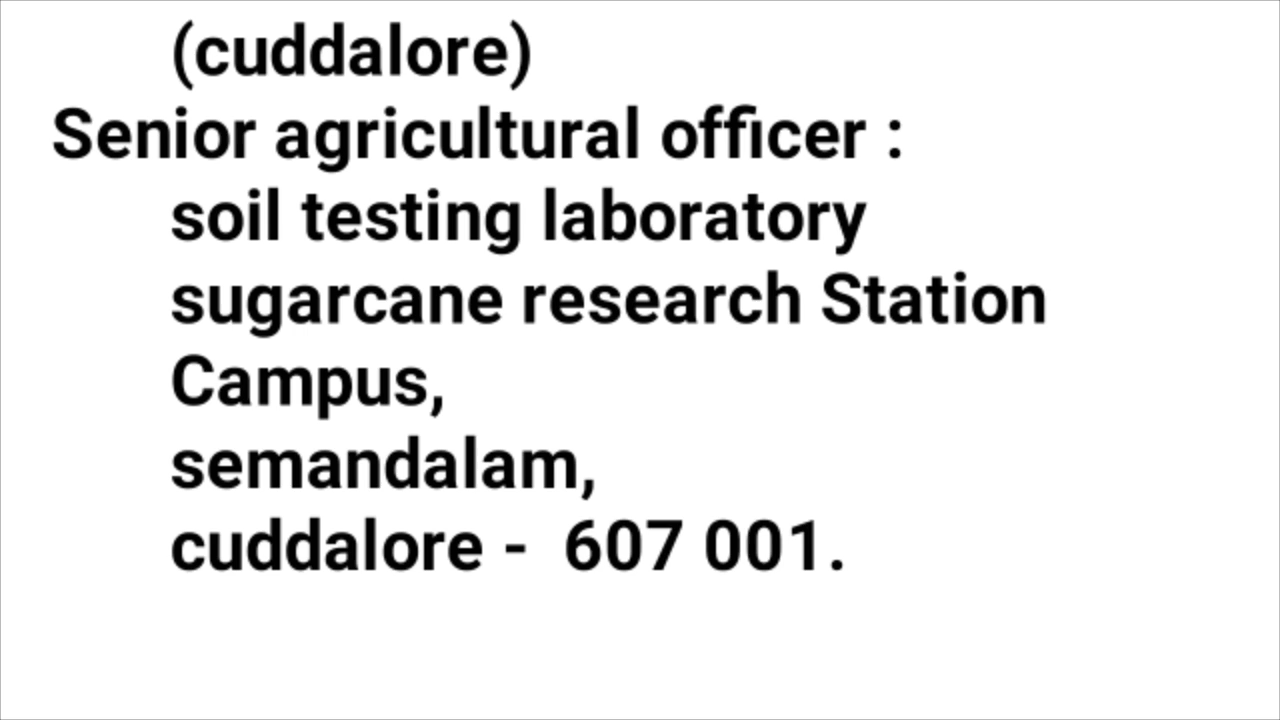 (cuddalore)
Senior agricultural officer :
soil testing laboratory
sugarcane research Station
Campus,
semandalam,
cuddalore - 607 001.